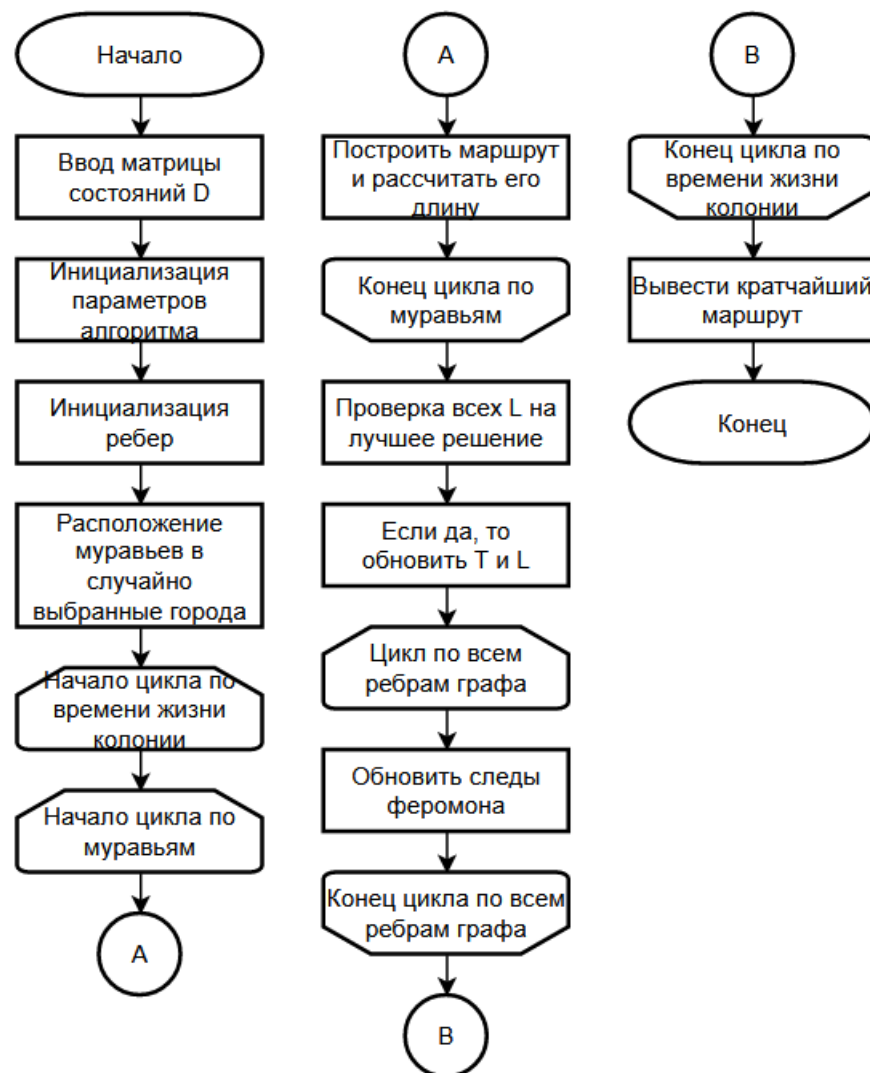 Начало
Ввод матрицы
состояний D
Инициализация
параметров
алгоритма
Инициализация
ребер
Расположение
муравьев в
случайно
выбранные города
Начало цикла по
времени жизни
колонии
Начало цикла по
муравьям
A
A
Построить маршрут
и рассчитать его
длину
Конец цикла по
муравьям
Проверка всех L на
лучшее решение
Если да, то
обновить T и L
Цикл по всем
ребрам графа
Обновить следы
феромона
Конец цикла по всем
ребрам графа
B
B
Конец цикла по
времени жизни
колонии
Вывести кратчайший
маршрут
Конец